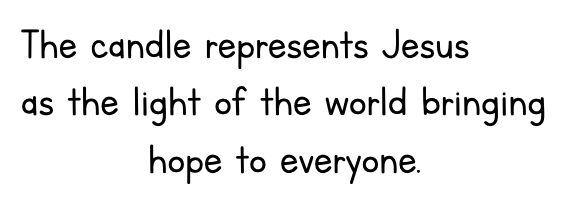 The candle represents Jesus
as the light of the world bringing
hope to everyone.